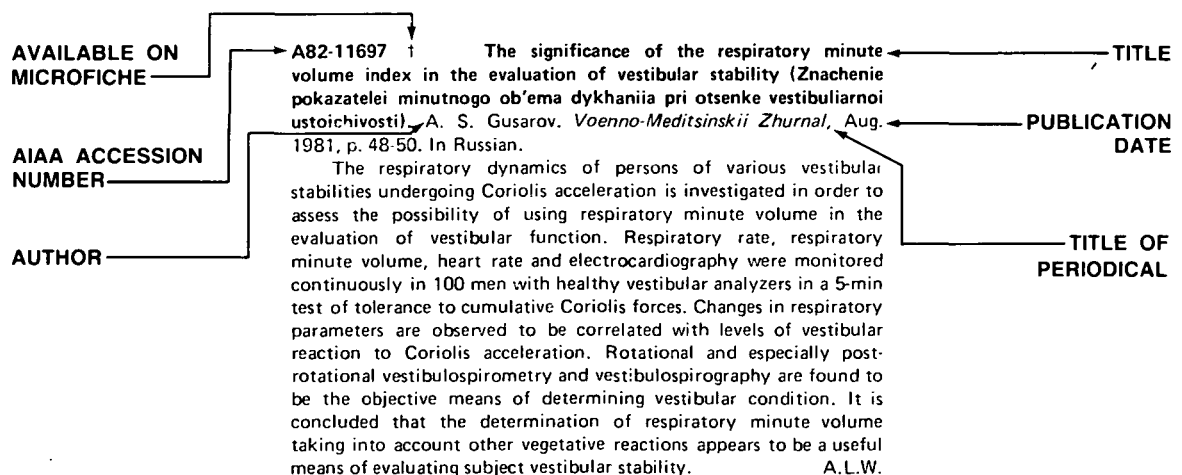 AVAILABLE ON
MICROFICHE
AIAA ACCESSION
NUMBER
AUTHOR
A82-11697 † The significance of the respiratory minute
volume index in the evaluation of vestibular stability (Znachenie
pokazatelei minutnogo ob'ema dykhaniia pri otsenke vestibuliarnoi
ustoichivosti). A. S. Gusarov. Voenno-Meditsinskii Zhurnal, Aug.
1981, p. 48-50. In Russian.
The respiratory dynamics of persons of various vestibular
stabilities undergoing Coriolis acceleration is investigated in order to
assess the possibility of using respiratory minute volume in the
evaluation of vestibular function. Respiratory rate, respiratory
minute volume, heart rate and electrocardiography were monitored
continuously in 100 men with healthy vestibular analyzers in a 5-min
test of tolerance to cumulative Coriolis forces. Changes in respiratory
parameters are observed to be correlated with levels of vestibular
reaction to Coriolis acceleration. Rotational and especially post-
rotational vestibulospirometry and vestibulospirography are found to
be the objective means of determining vestibular condition. It is
concluded that the determination of respiratory minute volume
taking into account other vegetative reactions appears to be a useful
means of evaluating subject vestibular stability. A.L.W.
TITLE
PUBLICATION
DATE
TITLE OF
PERIODICAL